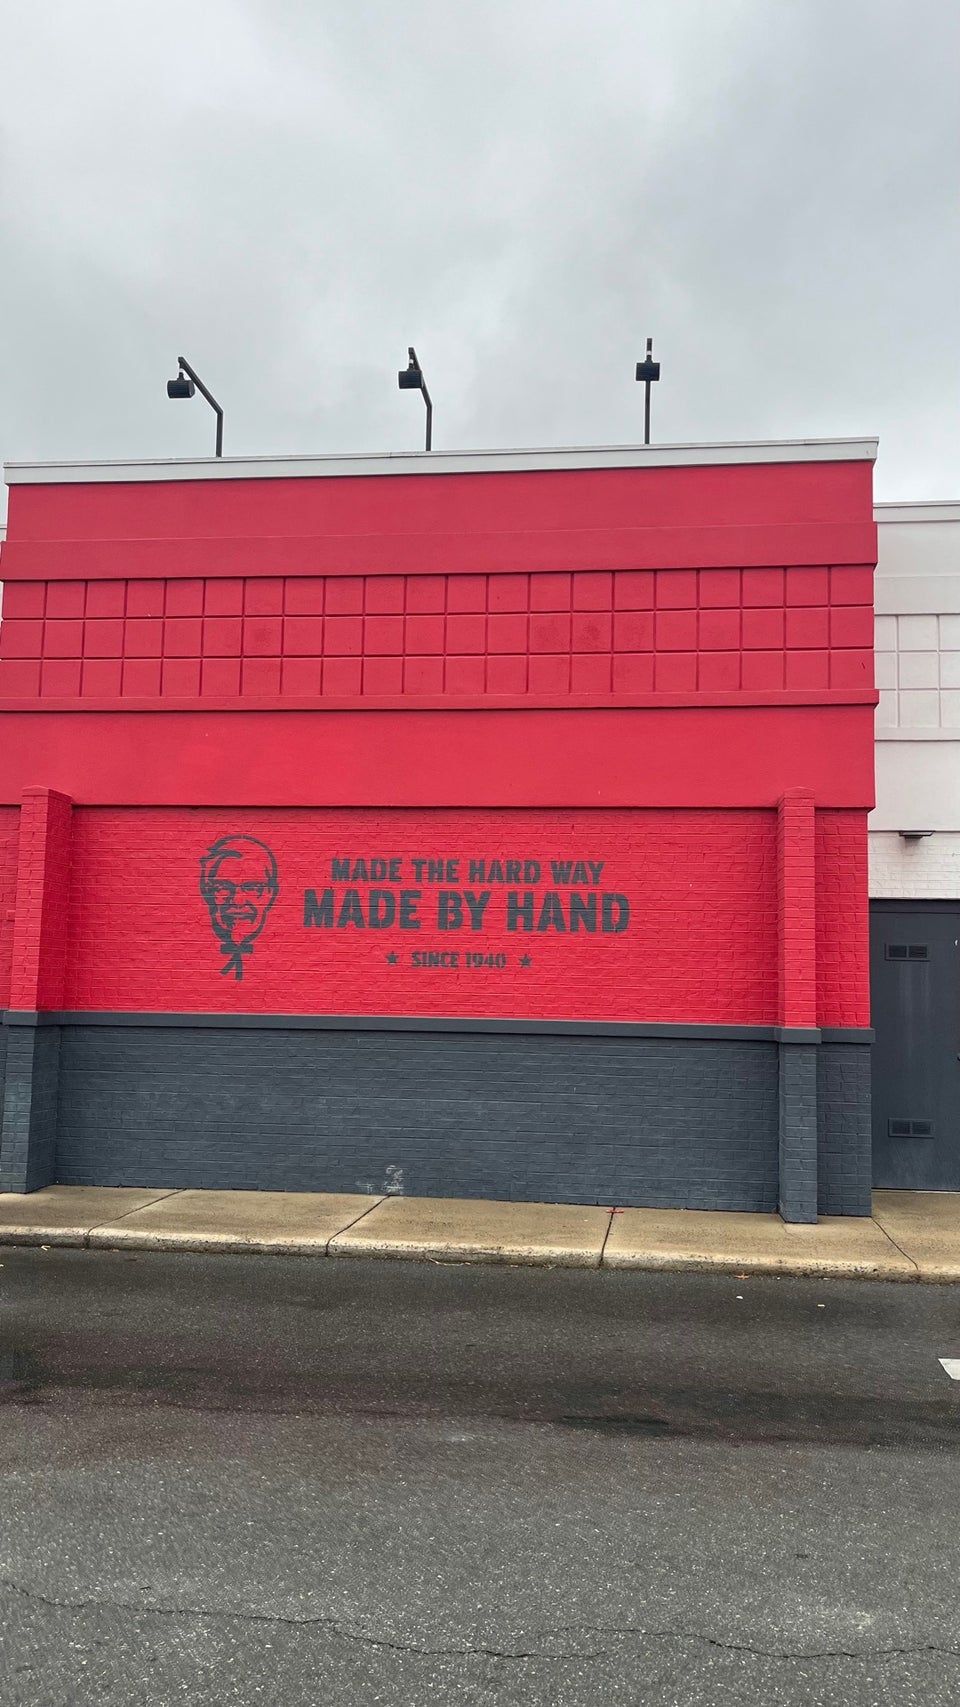 MADE THE HARD WAY
MADE BY HAND
★ SINCE 1940 ★